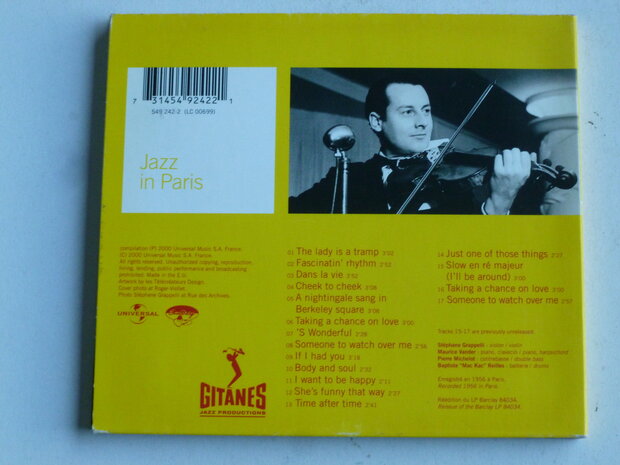 7 31454 92422 1
549 242-2 (LC 00699)
Jazz
in Paris
compilation (P) 2000 Universal Music S.A. France.
(C) 2000 Universal Music S.A. France.
All rights reserved. Unauthorized copying, reproduction,
hiring, lending, public performance and broadcasting
prohibited. Made in the E.U.
Artwork by les Téléréducteurs Design.
Cover photo at Roger-Viollet.
Photo Stéphane Grappelli at Rue des Archives.
UNIVERSAL
EmArcy
GITANES
JAZZ PRODUCTIONS
01 The lady is a tramp 3'02
02 Fascinatin' rhythm 2'52
03 Dans la vie 3'52
04 Cheek to cheek 3'08
05 A nightingale sang in
Berkeley square 3'08
06 Taking a chance on love 3'00
07 'S Wonderful
08 Someone to watch over me 2'56
09 If I had you 3'18
10 Body and soul 2'32
11 I want to be happy 2'11
12 She's funny that way 2'37
13 Time after time 2'41
14 Just one of those things 2'37
15 Slow en ré majeur
(I'll be around) 3'00
16 Taking a chance on love 3'00
17 Someone to watch over me 2'57
Tracks 15-17 are previously unreleased.
Stéphane Grappelli : violon / violin
Maurice Vander : piano, clavecin / piano, harpsichord
Pierre Michelot : contrebasse / double bass
Baptiste "Mac Kac" Reilles : batterie / drums
Enregistré en 1956 à Paris.
Recorded 1956 in Paris.
Réédition du LP Barclay 84034.
Reissue of the Barclay LP 84034.